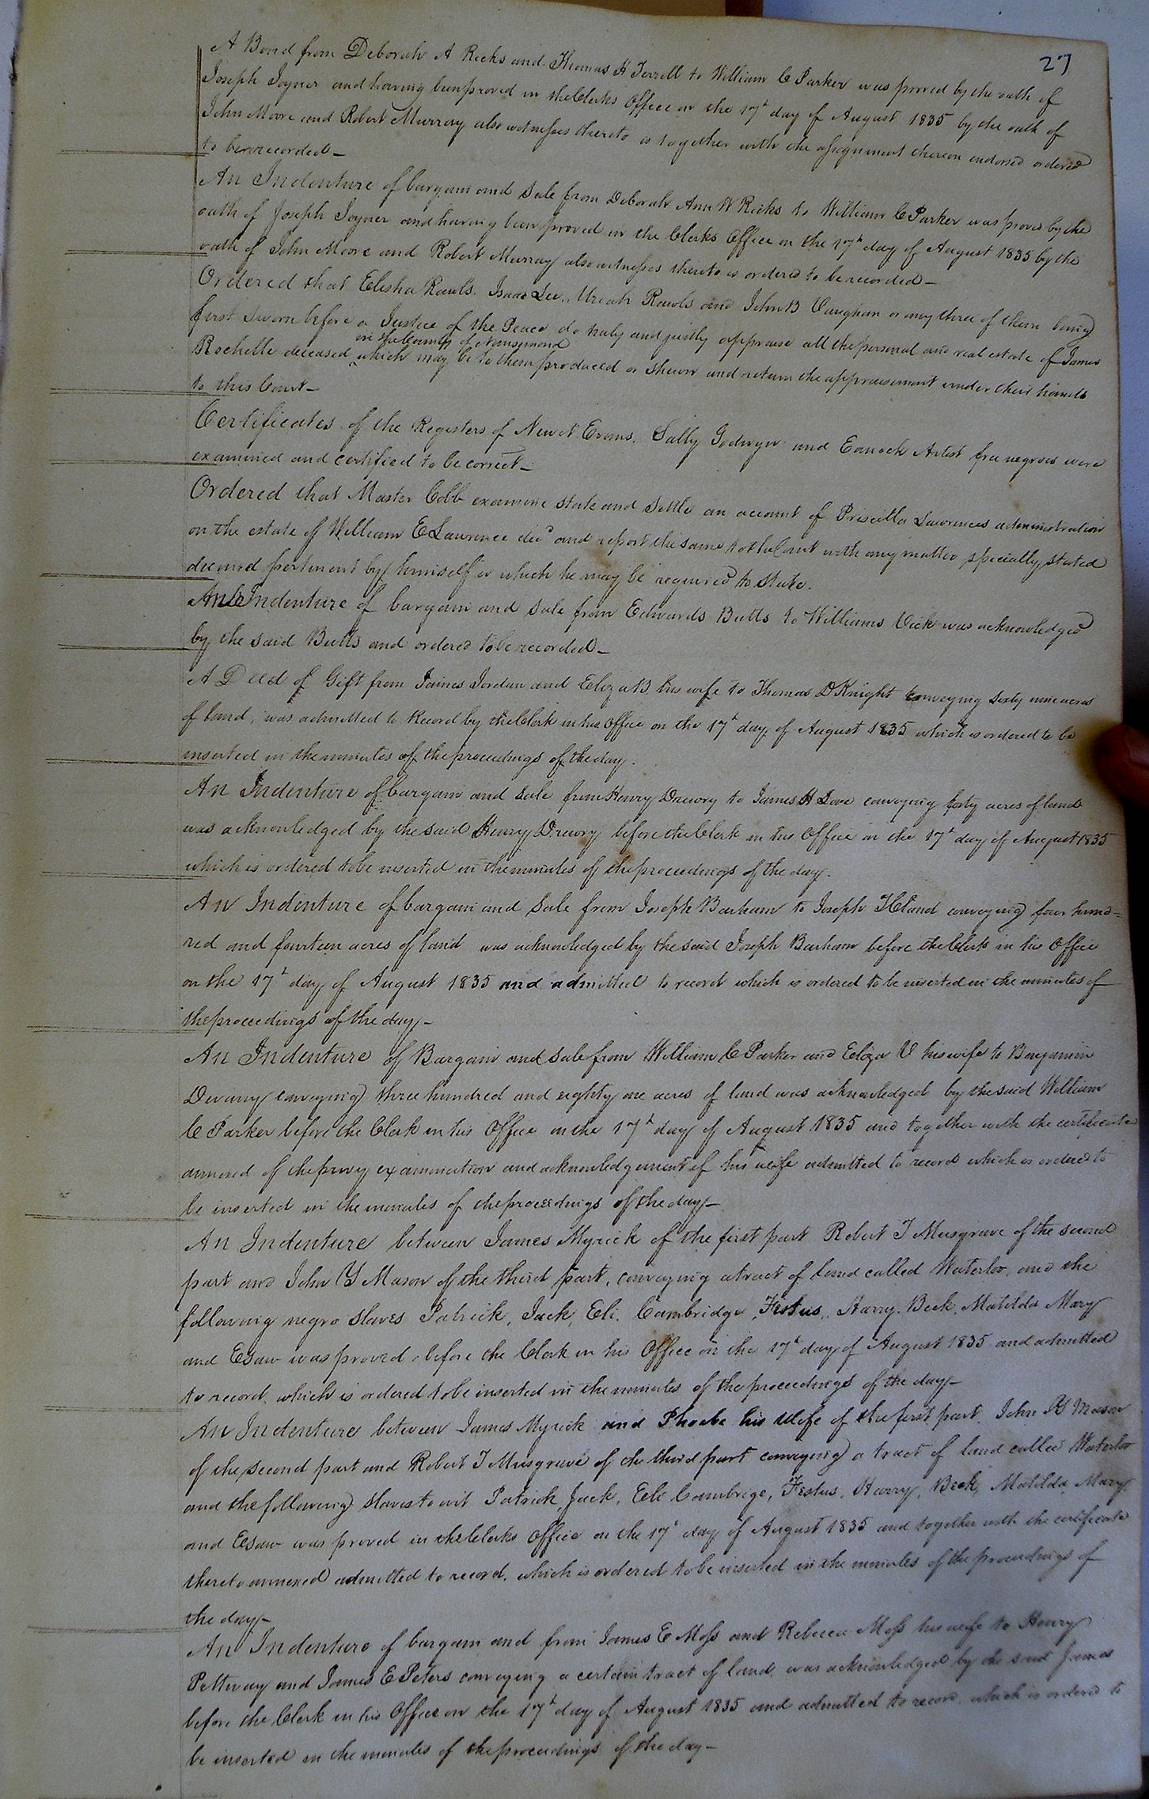 27
A Bond from Deborah A Ricks and Thomas H Terrell to William C Parker was proved by the oath of
Joseph Joyner and having been proved in the Clerks Office on the 17th day of August 1835 by the oath of
John Moore and Robert Murray also witnesses thereto is together with the assignment thereon endorsed ordered
to be recorded—
An Indenture of bargain and Sale from Deborah Ann W Ricks to William C Parker was proved by the
oath of Joseph Joyner and having been proved in the Clerks Office on the 17th day of August 1835 by the
oath of John Moore and Robert Murray also witnesses thereto is ordered to be recorded—
Ordered that Elisha Rawls, Isaac Lee, Uriah Rawls and John B Vaughan or any three of them being
first sworn before a Justice of the Peace do truly and justly appraise all the personal and real estate of James
in the County of Nansemond
Rochelle deceased which may be to them produced or shewn and return the appraisement under their hands
to this Court—
Certificates of the Registers of Newit Evans, Sally Godwyn and Eanoch Artist free negroes were
examined and certified to be correct—
Ordered that Master Cobb examine state and settle an account of Priscilla Lawrences administration
on the estate of William E Lawrence decd and report the same to the Court with any matter specially stated
deemed pertinent by himself or which he may be required to state.
An Indenture of bargain and sale from Edwards Butts to Williams Vick was acknowledged
by the said Butts and ordered to be recorded—
A Deed of Gift from James Jordan and Eliza B his wife to Thomas D Knight conveying sixty nine acres
of land, was admitted to Record by the Clerk in his Office on the 17th day of August 1835 which is ordered to be
inserted in the minutes of the proceedings of the day.
An Indenture of bargain and sale from Henry Drewry to James H Love conveying forty acres of land
was acknowledged by the said Henry Drewry before the Clerk in his Office on the 17th day of August 1835
which is ordered to be inserted in the minutes of the proceedings of the day.
An Indenture of bargain and Sale from Joseph Barham to Joseph T Cland conveying four hund=
red and fourteen acres of land was acknowledged by the said Joseph Barham before the Clerk in his Office
on the 17th day of August 1835 and admitted to record which is ordered to be inserted in the minutes of
the proceedings of the day—
An Indenture of Bargain and Sale from William C Parker and Eliza U his wife to Benjamin
Devany conveying three hundred and eighty one acres of land was acknowledged by the said William
C Parker before the Clerk in his Office on the 17th day of August 1835 and together with the certificate
annexed of the privy examination and acknowledgement of his wife admitted to record which is ordered to
be inserted in the minutes of the proceedings of the day—
An Indenture between James Myrick of the first part Robert T Musgrave of the second
part and John Y Mason of the third part, conveying a tract of land called Waterloo, and the
following negro slaves Patrick, Jack, Eli, Cambridge, Festus, Harry, Beck, Matilda Mary
and Esaw was proved, before the Clerk in his Office on the 17th day of August 1835 and admitted
to record, which is ordered to be inserted in the minutes of the proceedings of the day—
An Indenture between James Myrick and Phoebe his wife of the first part, John Y Mason
of the second part and Robert T Musgrave of the third part conveying a tract of land called Waterloo
and the following slaves to wit Patrick, Jack, Eli Cambrige, Festus, Harry, Beck, Matilda, Mary,
and Esaw was proved in the Clerks Office on the 17th day of August 1835 and together with the certificate
thereto annexed admitted to record, which is ordered to be inserted in the minutes of the proceedings of
the day—
An Indenture of bargain and from James E Moss and Rebecca Moss his wife to Henry
Pettway and James E Peters conveying a certain tract of land, was acknowledged by the said James
before the Clerk in his Office on the 17th day of August 1835 and admitted to record, which is ordered to
be inserted in the minutes of the proceedings of the day—